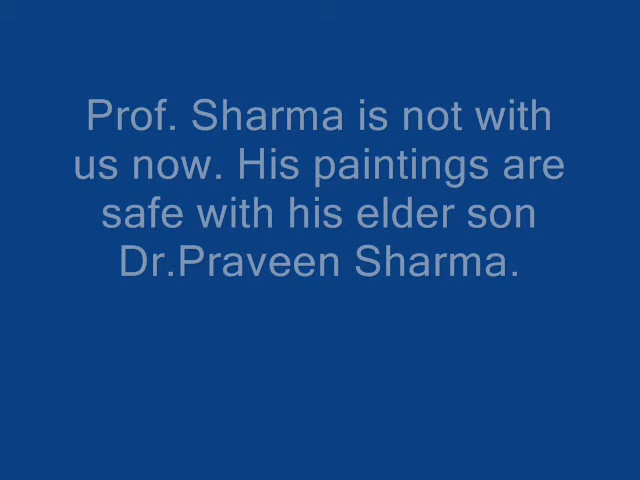 Prof. Sharma is not with
us now. His paintings are
safe with his elder son
Dr.Praveen Sharma.